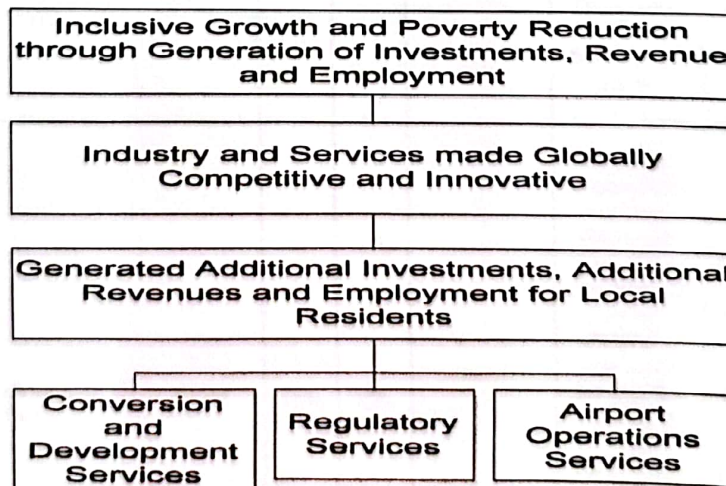 Inclusive Growth and Poverty Reduction
through Generation of Investments, Revenue
and Employment
Industry and Services made Globally
Competitive and Innovative
Generated Additional Investments, Additional
Revenues and Employment for Local
Residents
Conversion
and
Development
Services
Regulatory
Services
Airport
Operations
Services